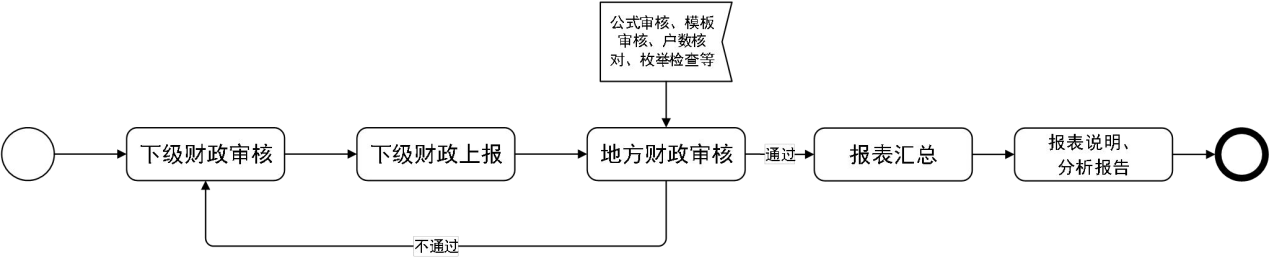 公式审核、模板
审核、户数核
对、枚举检查等
下级财政审核
下级财政上报
地方财政审核
通过
报表汇总
报表说明、
分析报告
不通过